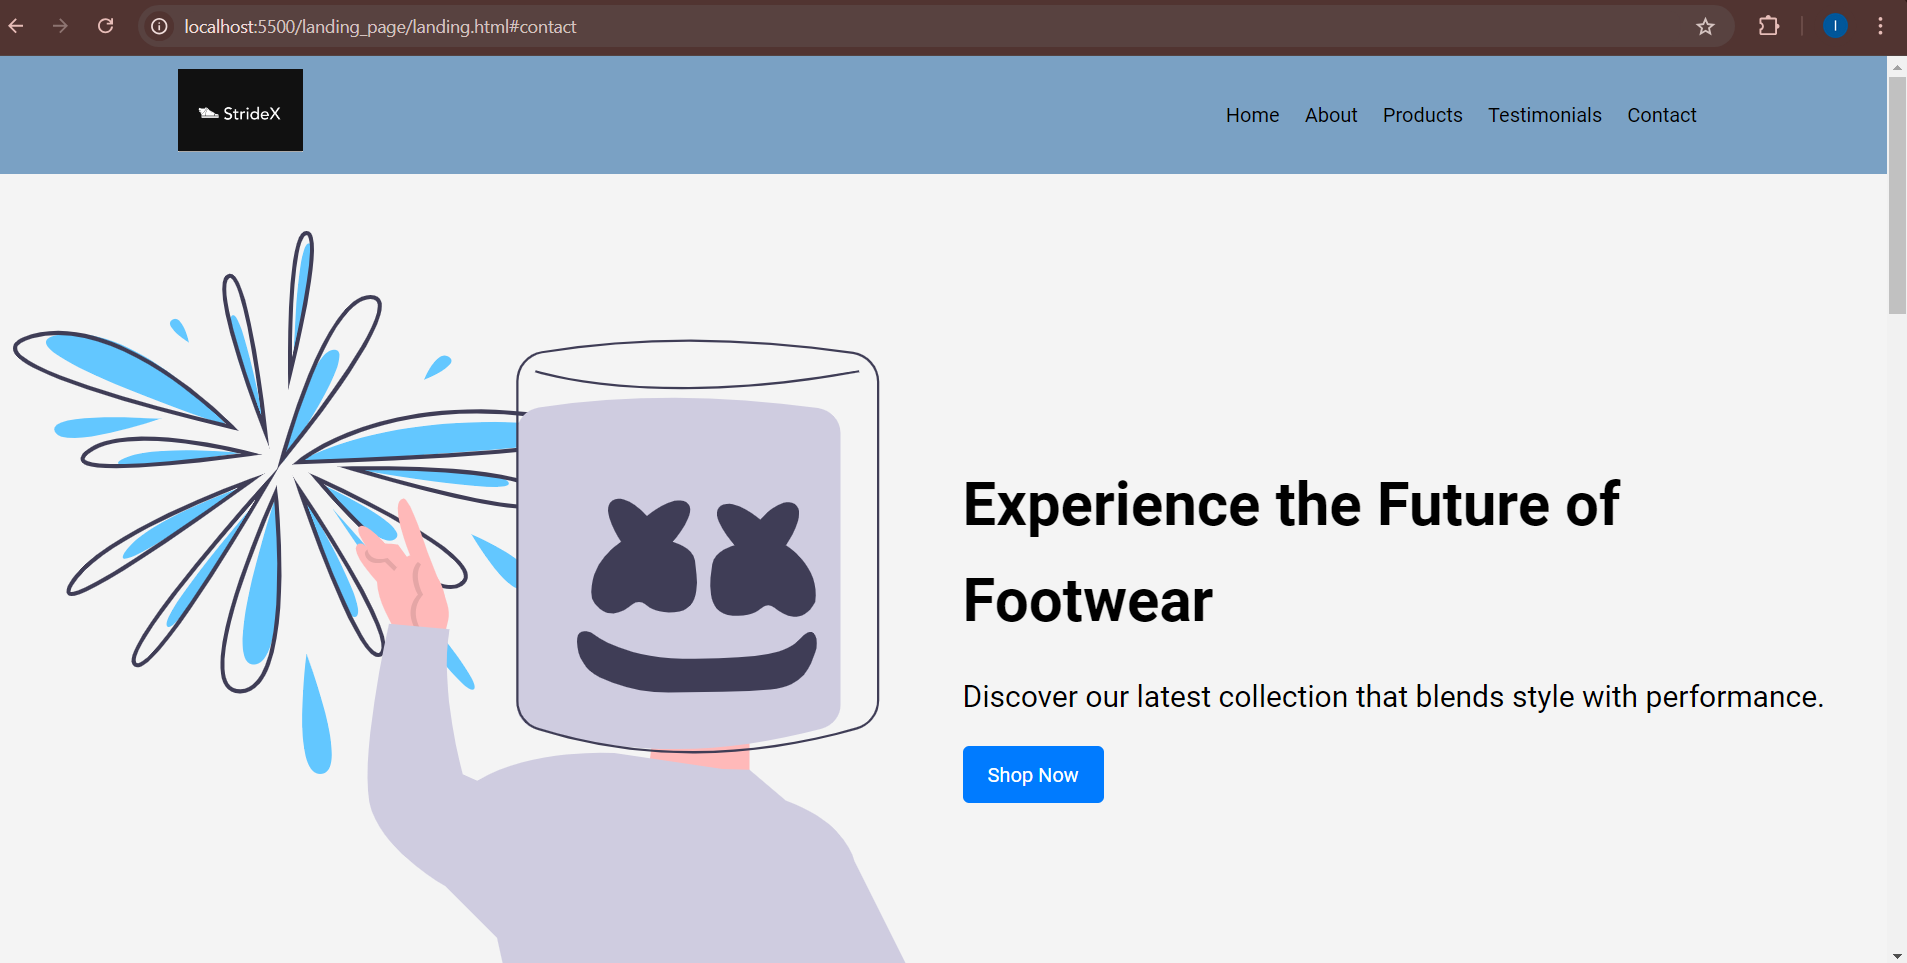 localhost:5500/landing_page/landing.html#contact
I
StrideX
Home About Products Testimonials Contact
Experience the Future of
Footwear
Discover our latest collection that blends style with performance.
Shop Now